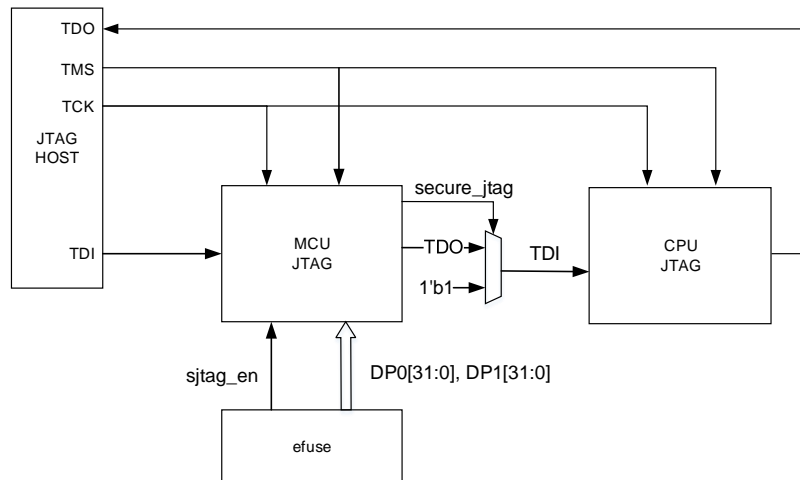 TDO
TMS
TCK
JTAG
HOST
TDI
MCU
JTAG
secure_jtag
TDO
1'b1
TDI
CPU
JTAG
sjtag_en
DP0[31:0], DP1[31:0]
efuse